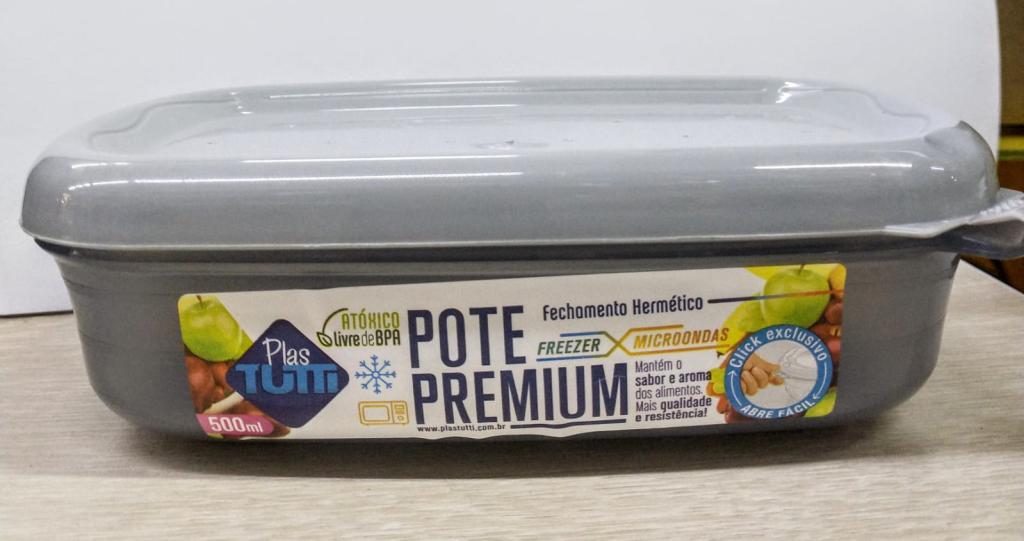 Plas
TUTTI
500ml
ATÓXICO
livre de BPA
POTE
PREMIUM
www.plastutti.com.br
Fechamento Hermético
FREEZER X MICROONDAS
Mantém o
sabor e aroma
dos alimentos.
Mais qualidade
e resistência!
Click exclusivo
ABRE FÁCIL